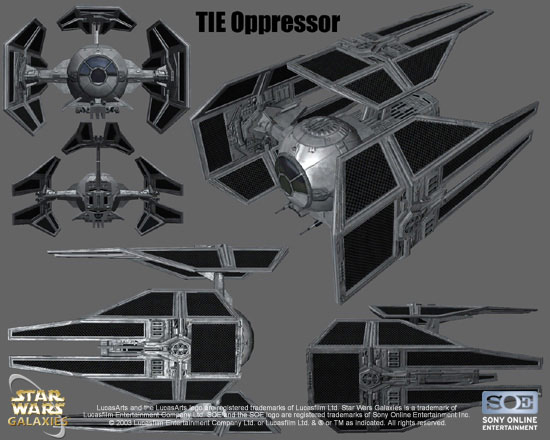 TIE Oppressor
LucasArts and the LucasArts logo are registered trademarks of Lucasfilm Ltd. Star Wars Galaxies is a trademark of
Lucasfilm Entertainment Company Ltd. SOE and the SOE logo are registered trademarks of Sony Online Entertainment Inc.
© 2003 Lucasfilm Entertainment Company Ltd. or Lucasfilm Ltd. & ® or TM as indicated. All rights reserved.
STAR
WARS
GALAXIES
SOE
SONY ONLINE
ENTERTAINMENT